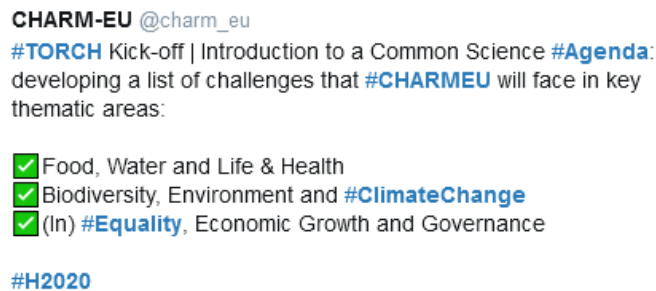 CHARM-EU @charm_eu
#TORCH Kick-off | Introduction to a Common Science #Agenda:
developing a list of challenges that #CHARMEU will face in key
thematic areas:
✅Food, Water and Life & Health
✅Biodiversity, Environment and #ClimateChange
✅(In) #Equality, Economic Growth and Governance
#H2020